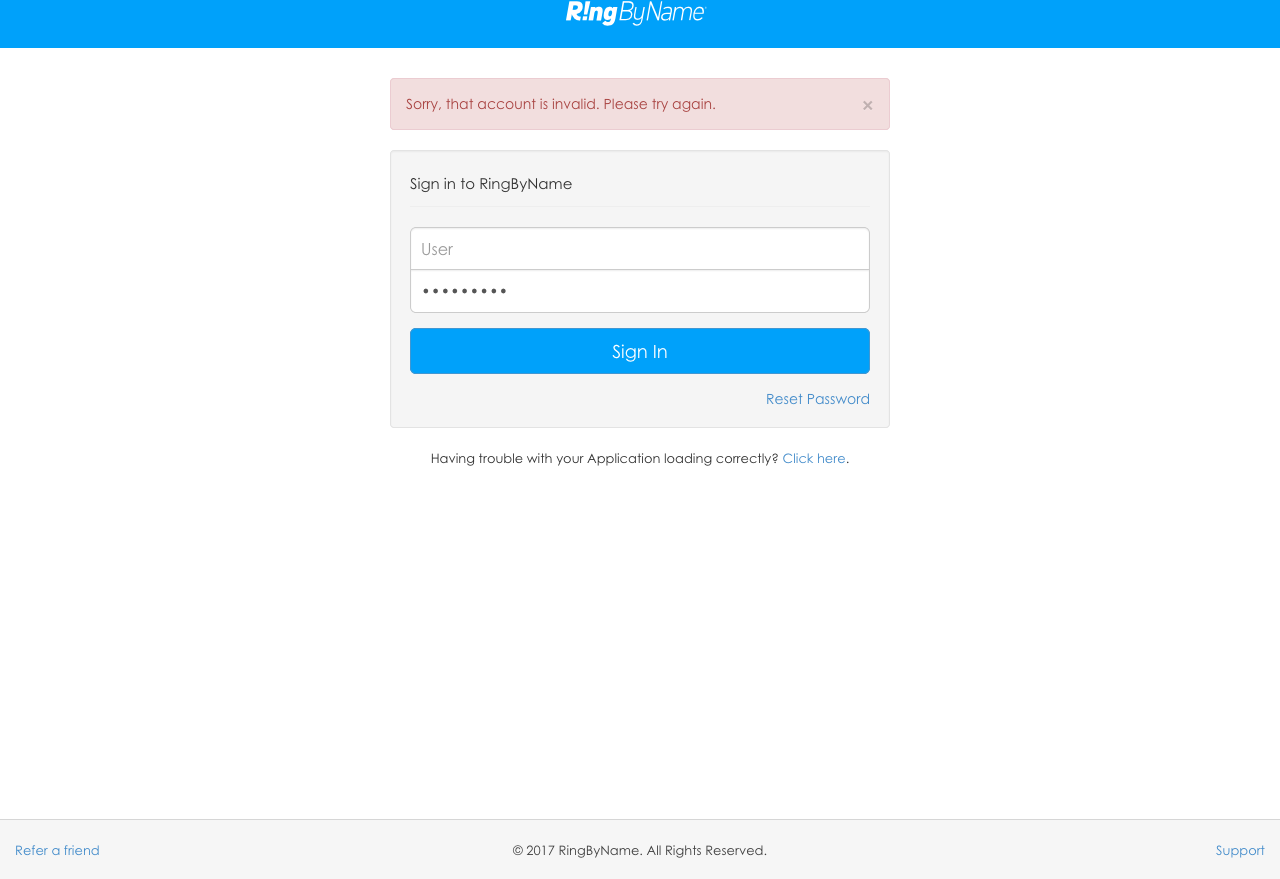 R!ngByName
Sorry, that account is invalid. Please try again.
×
Sign in to RingByName
User
•••••••••
Sign In
Reset Password
Having trouble with your Application loading correctly? Click here.
Refer a friend
© 2017 RingByName. All Rights Reserved.
Support